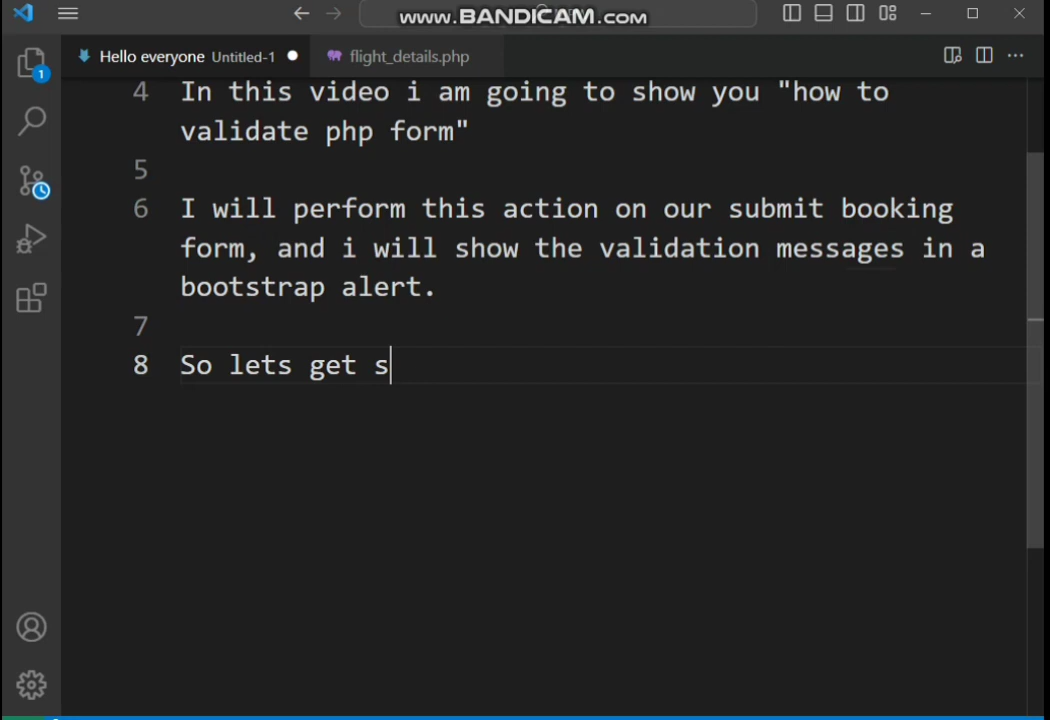 www.BANDICAM.com
Hello everyone Untitled-1
flight_details.php
1
4 In this video i am going to show you "how to
validate php form"
5
6 I will perform this action on our submit booking
form, and i will show the validation messages in a
bootstrap alert.
7
8 So lets get s